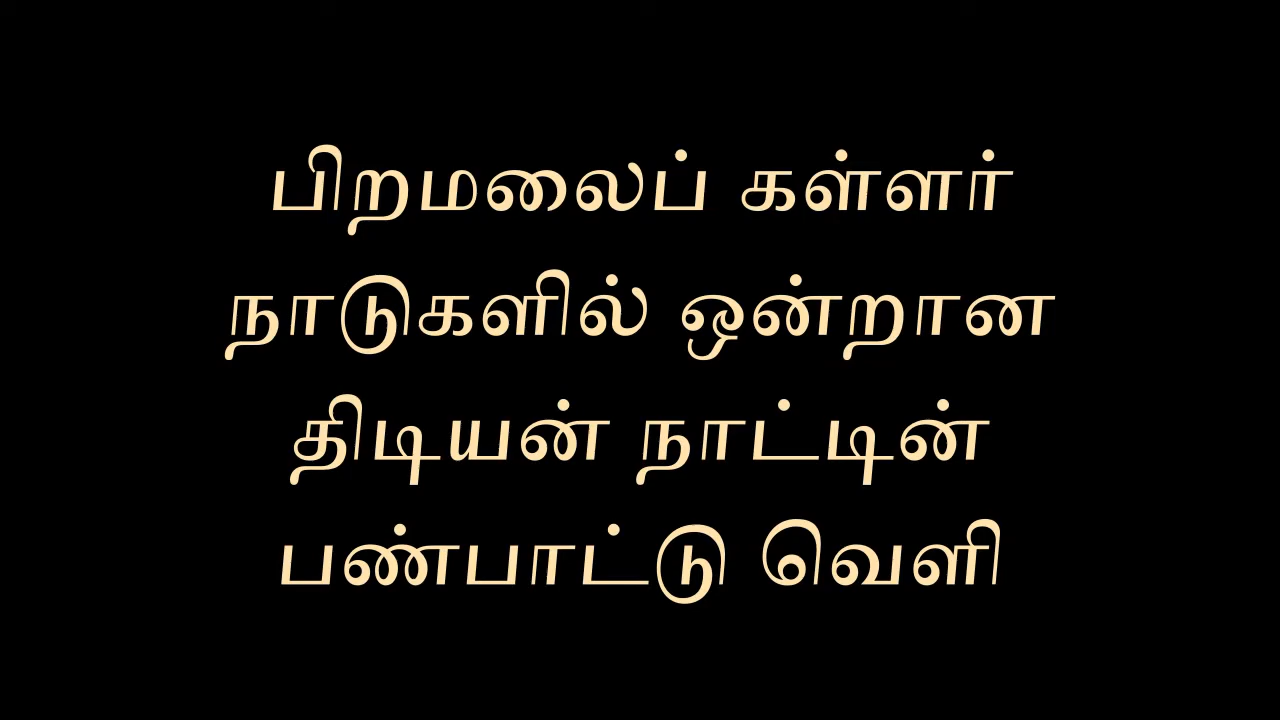 பிறமலைப் கள்ளர்
நாடுகளில் ஒன்றான
திடியன் நாட்டின்
பண்பாட்டு வெளி